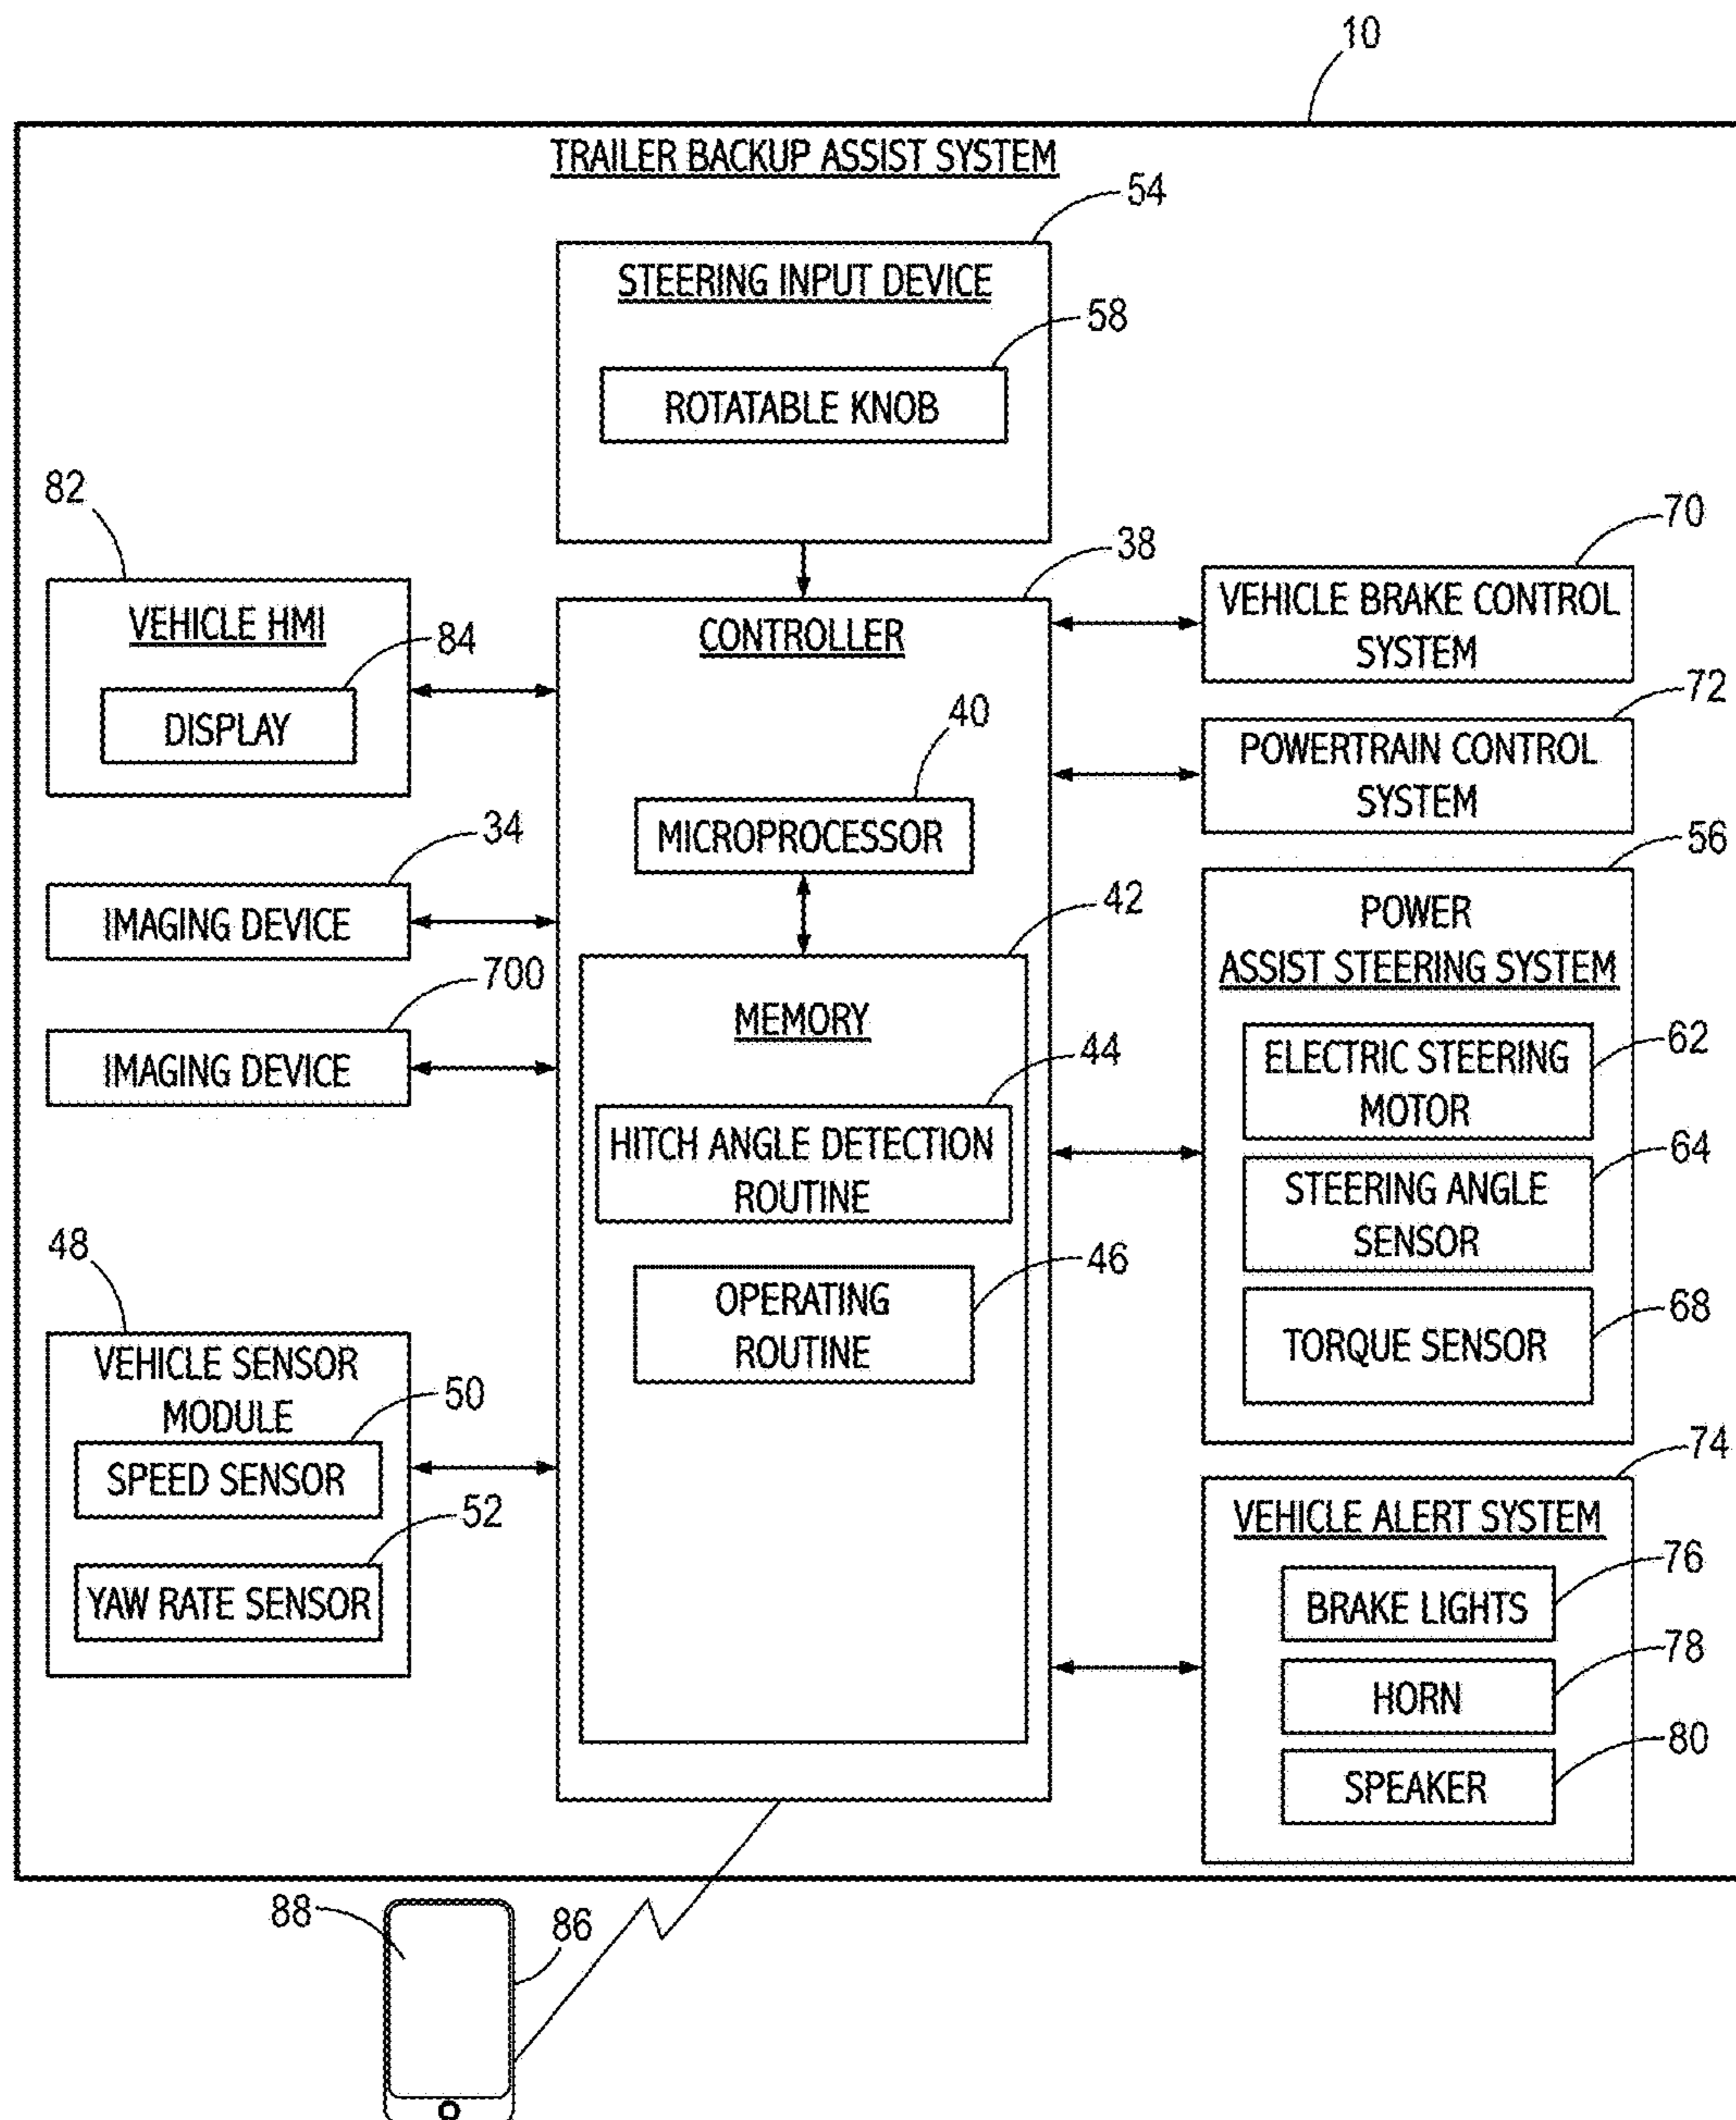 10
TRAILER BACKUP ASSIST SYSTEM
54
STEERING INPUT DEVICE
58
ROTATABLE KNOB
82
VEHICLE HMI
84
DISPLAY
34
IMAGING DEVICE
700
IMAGING DEVICE
48
VEHICLE SENSOR
MODULE
50
SPEED SENSOR
52
YAW RATE SENSOR
38
CONTROLLER
40
MICROPROCESSOR
42
MEMORY
44
HITCH ANGLE DETECTION
ROUTINE
46
OPERATING
ROUTINE
70
VEHICLE BRAKE CONTROL
SYSTEM
72
POWERTRAIN CONTROL
SYSTEM
56
POWER
ASSIST STEERING SYSTEM
62
ELECTRIC STEERING
MOTOR
64
STEERING ANGLE
SENSOR
68
TORQUE SENSOR
74
VEHICLE ALERT SYSTEM
76
BRAKE LIGHTS
78
HORN
80
SPEAKER
88
86